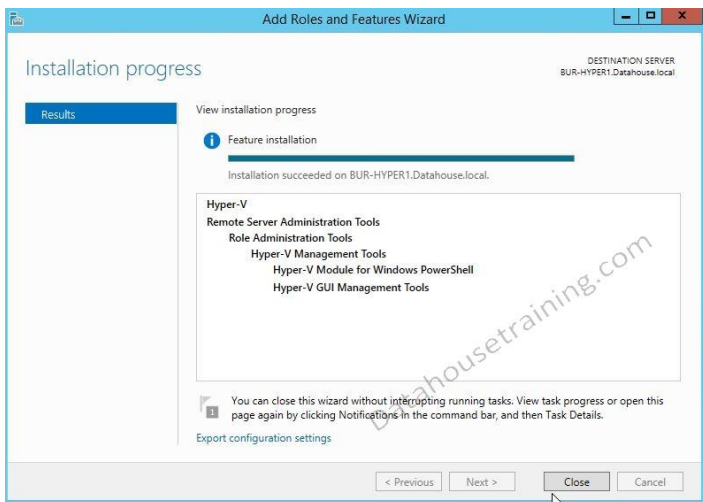 Add Roles and Features Wizard
Installation progress
DESTINATION SERVER
BUR-HYPER1.Datahouse.local
Results
View installation progress
Feature installation
Installation succeeded on BUR-HYPER1.Datahouse.local.
Hyper-V
Remote Server Administration Tools
Role Administration Tools
Hyper-V Management Tools
Hyper-V Module for Windows PowerShell
Hyper-V GUI Management Tools
Datahousetraining.com
1
You can close this wizard without interrupting running tasks. View task progress or open this
page again by clicking Notifications in the command bar, and then Task Details.
Export configuration settings
< Previous
Next >
Close
Cancel